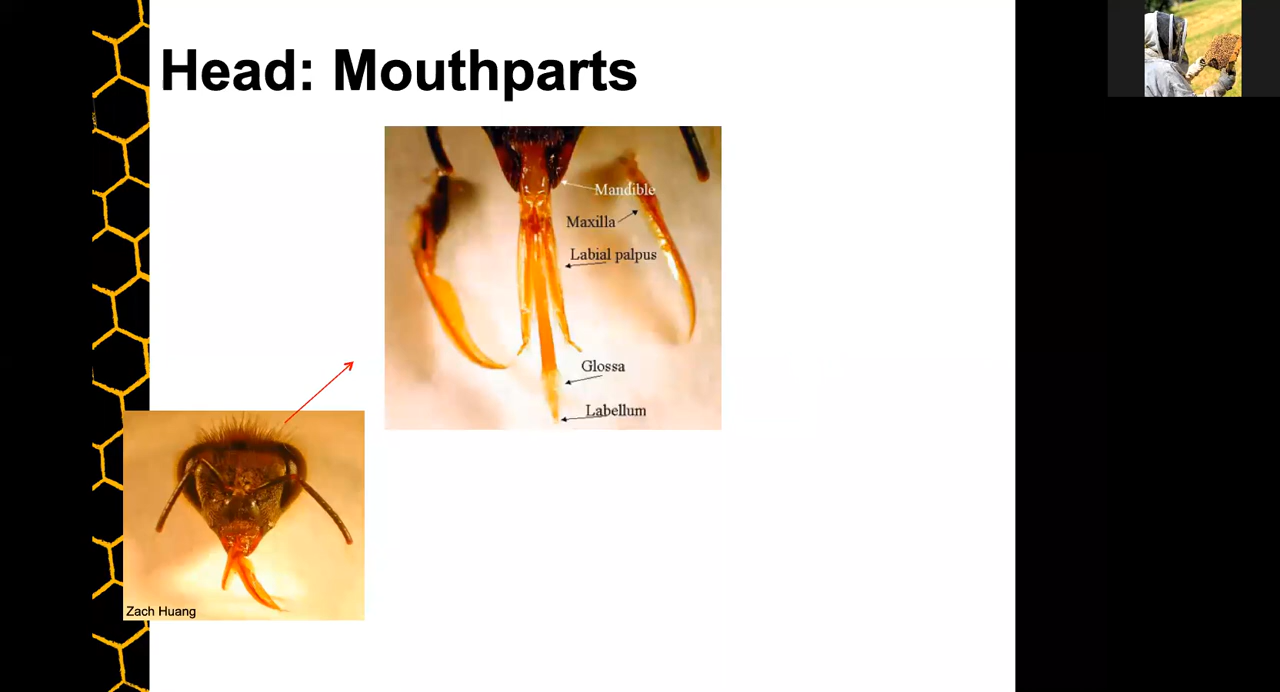 Head: Mouthparts
Mandible
Maxilla
Labial palpus
Glossa
Labellum
Zach Huang